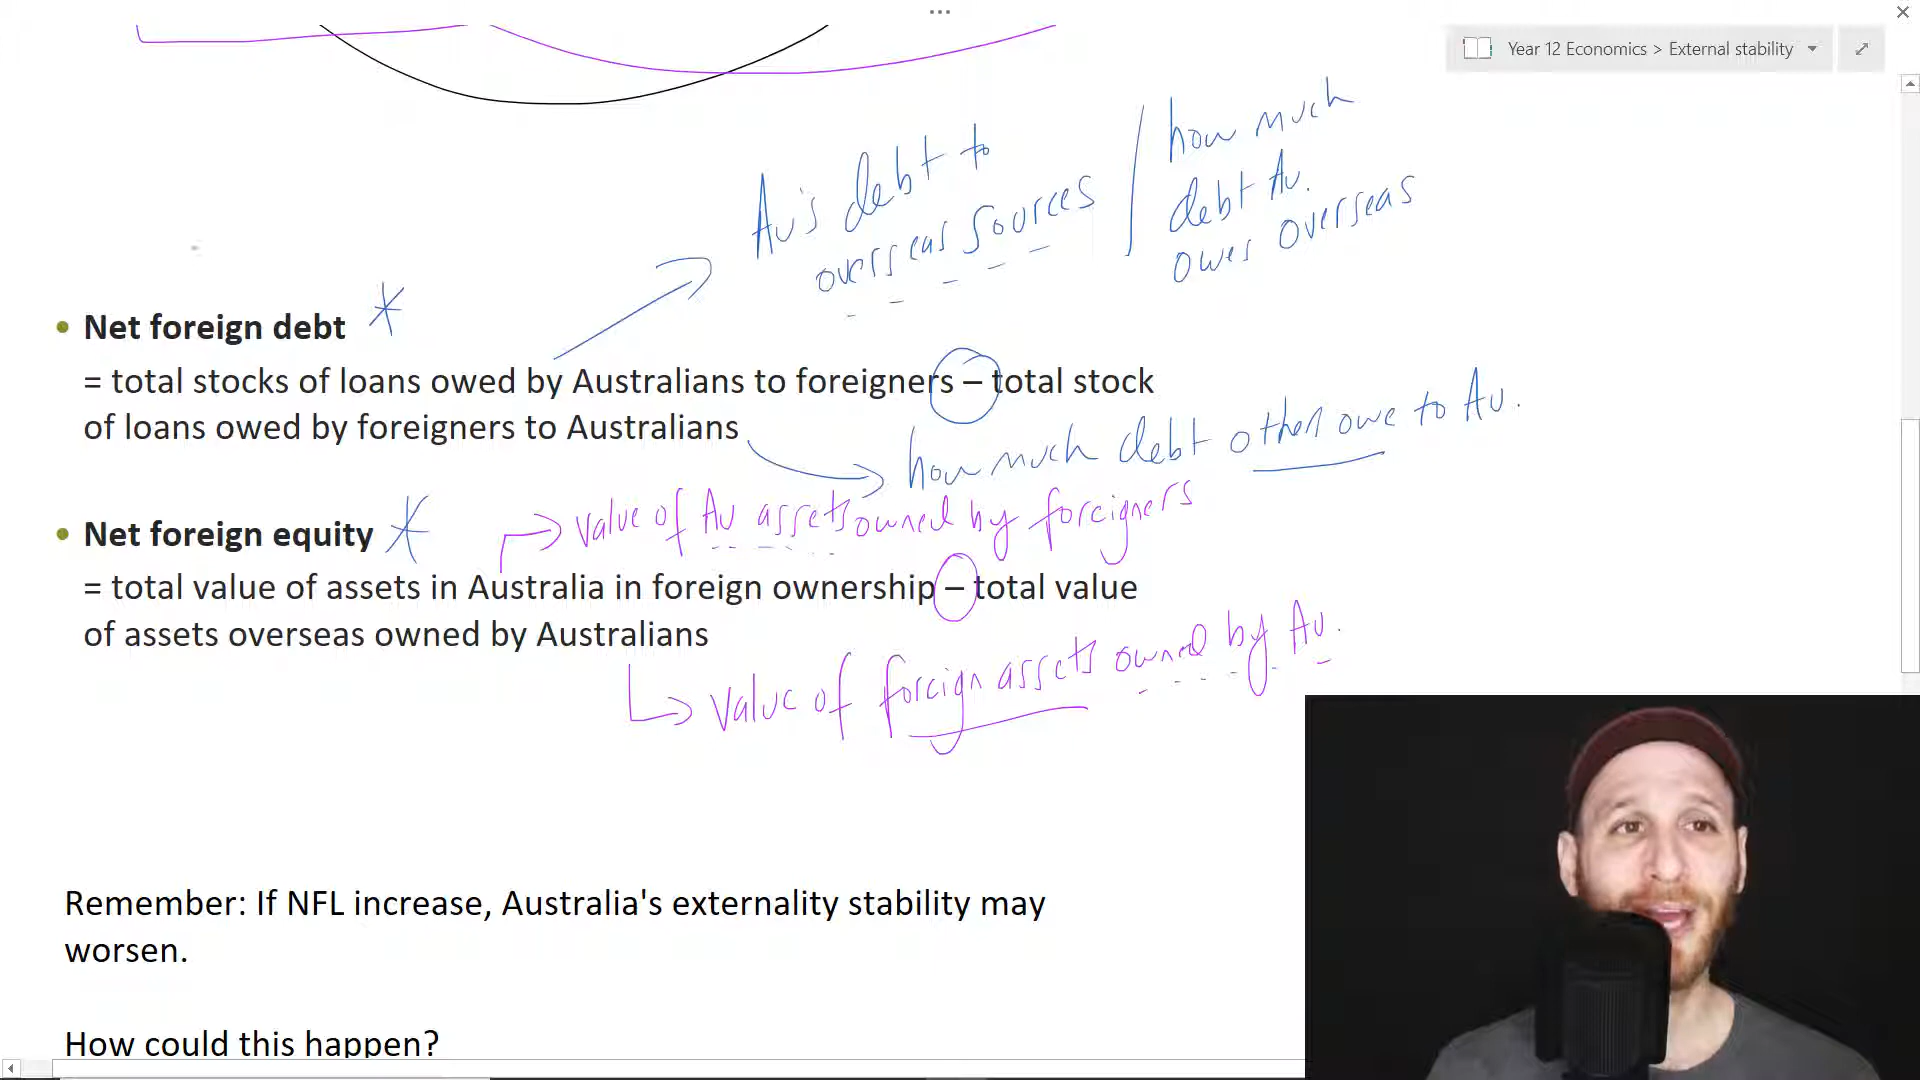 Year 12 Economics > External stability
Au's debt to
overseas sources
how much
debt Au.
owes overseas
• Net foreign debt *
= total stocks of loans owed by Australians to foreigners – total stock
of loans owed by foreigners to Australians
how much debt others owe to Au.
value of Au assets owned by foreigners
• Net foreign equity *
= total value of assets in Australia in foreign ownership – total value
of assets overseas owned by Australians
value of foreign assets owned by Au.
Remember: If NFL increase, Australia's externality stability may
worsen.
How could this happen?